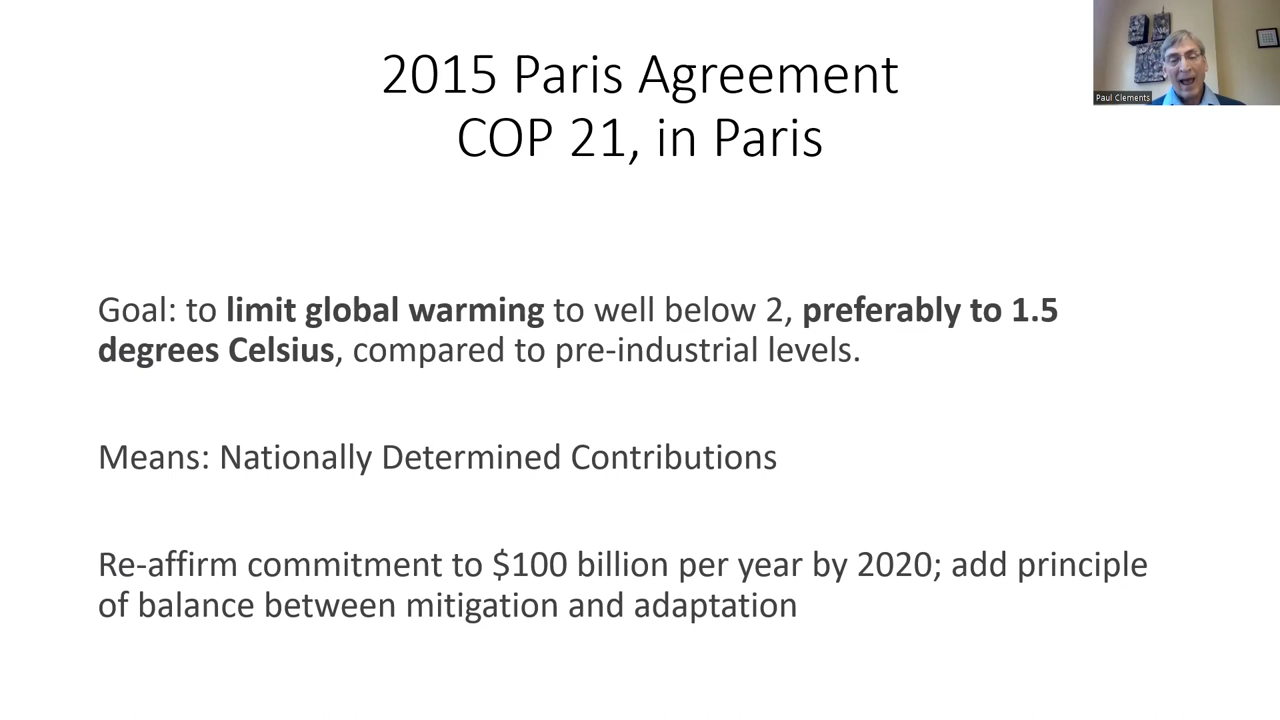 2015 Paris Agreement
COP 21, in Paris
Paul Clements
Goal: to limit global warming to well below 2, preferably to 1.5
degrees Celsius, compared to pre-industrial levels.
Means: Nationally Determined Contributions
Re-affirm commitment to $100 billion per year by 2020; add principle
of balance between mitigation and adaptation